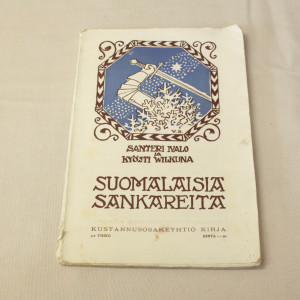 SANTERI IVALO
JA
KYÖSTI WILKUNA
SUOMALAISIA
SANKAREITA
KUSTANNUSOSAKEYHTIÖ KIRJA